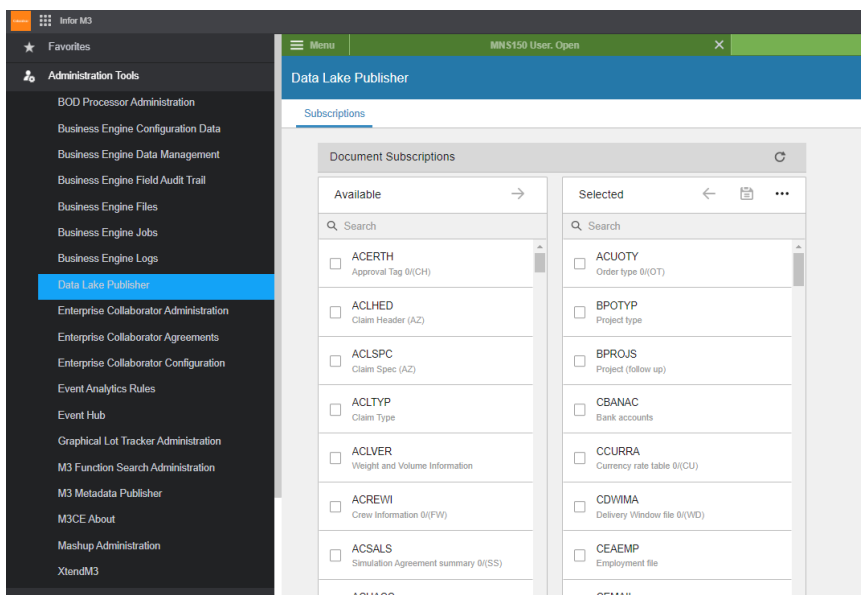 Infor M3
Favorites
Administration Tools
BOD Processor Administration
Business Engine Configuration Data
Business Engine Data Management
Business Engine Field Audit Trail
Business Engine Files
Business Engine Jobs
Business Engine Logs
Data Lake Publisher
Enterprise Collaborator Administration
Enterprise Collaborator Agreements
Enterprise Collaborator Configuration
Event Analytics Rules
Event Hub
Graphical Lot Tracker Administration
M3 Function Search Administration
M3 Metadata Publisher
M3CE About
Mashup Administration
XtendM3
Menu
MNS150 User. Open
Data Lake Publisher
Subscriptions
Document Subscriptions
Available
Search
ACERTH
Approval Tag 0/(CH)
ACLHED
Claim Header (AZ)
ACLSPC
Claim Spec (AZ)
ACLTYP
Claim Type
ACLVER
Weight and Volume Information
ACREWI
Crew Information 0/(FW)
ACSALS
Simulation Agreement summary 0/(SS)
Selected
Search
ACUOTY
Order type 0/(OT)
BPOTYP
Project type
BPROJS
Project (follow up)
CBANAC
Bank accounts
CCURRA
Currency rate table 0/(CU)
CDWIMA
Delivery Window file 0/(WD)
CEAEMP
Employment file